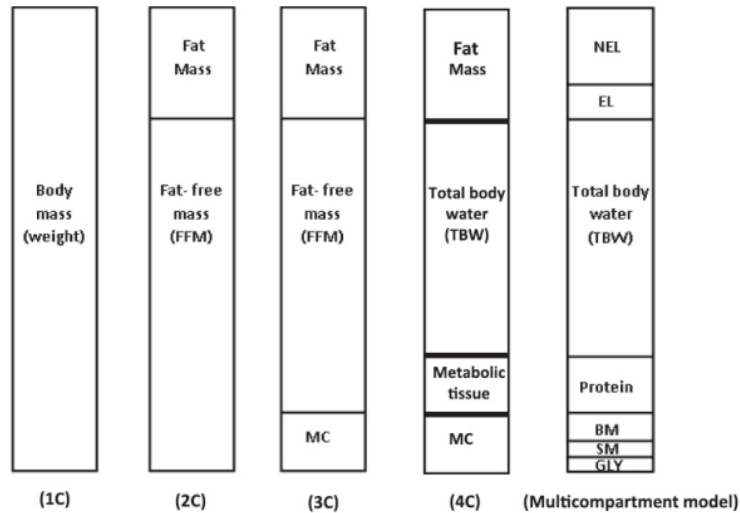 Body
mass
(weight)
(1C)
Fat
Mass
Fat- free
mass
(FFM)
(2C)
Fat
Mass
Fat- free
mass
(FFM)
MC
(3C)
Fat
Mass
Total body
water
(TBW)
Metabolic
tissue
MC
(4C)
NEL
EL
Total body
water
(TBW)
Protein
BM
SM
GLY
(Multicompartment model)